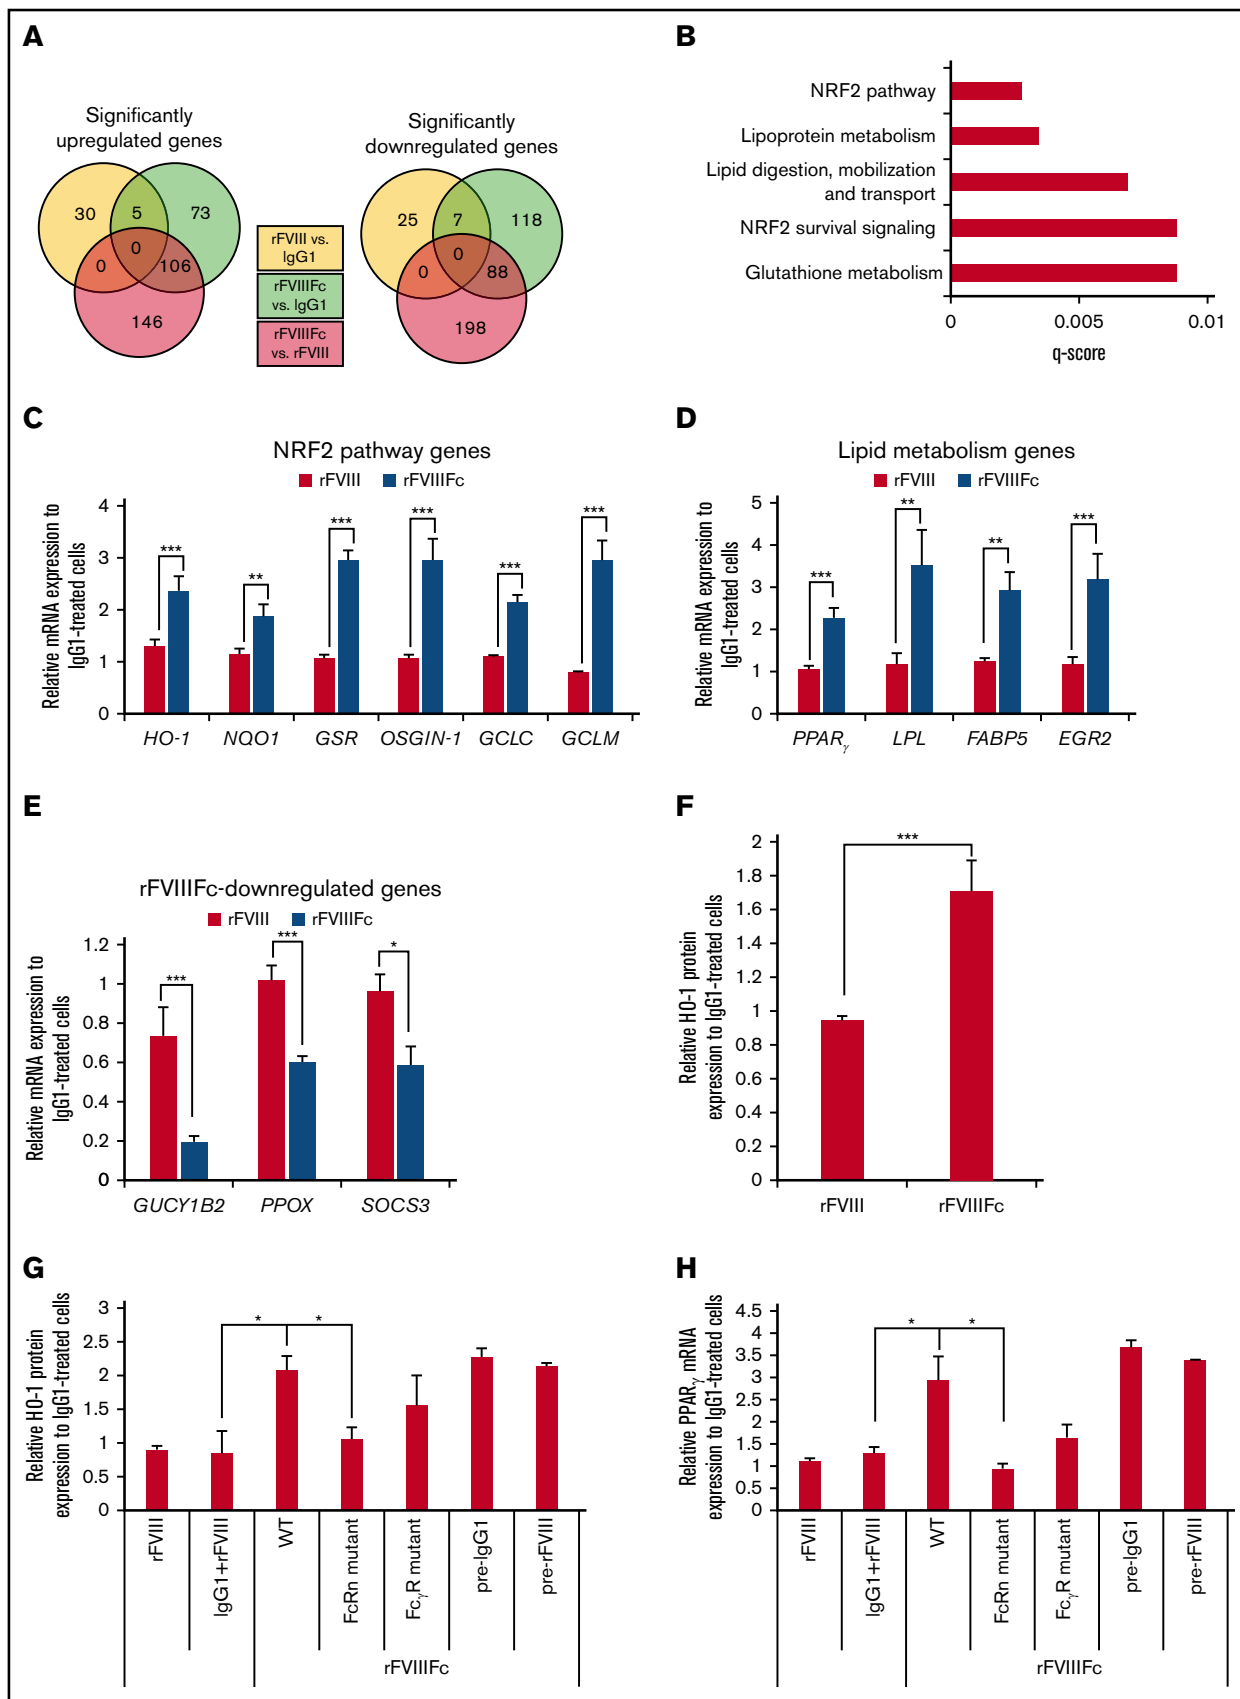 A
Significantly
upregulated genes
30
5
73
0
0
106
146
rFVIII vs.
IgG1
rFVIIIFc
vs. IgG1
rFVIIIFc
vs. rFVIII
Significantly
downregulated genes
25
7
118
0
0
88
198
B
NRF2 pathway
Lipoprotein metabolism
Lipid digestion, mobilization
and transport
NRF2 survival signaling
Glutathione metabolism
0
0.005
0.01
q-score
C
NRF2 pathway genes
rFVIII
rFVIIIFc
Relative mRNA expression to
IgG1-treated cells
4
3
2
1
0
***
**
***
***
***
***
HO-1
NQO1
GSR
OSGIN-1
GCLC
GCLM
D
Lipid metabolism genes
rFVIII
rFVIIIFc
Relative mRNA expression to
IgG1-treated cells
5
4
3
2
1
0
***
**
**
***
PPARγ
LPL
FABP5
EGR2
E
rFVIIIFc-downregulated genes
rFVIII
rFVIIIFc
Relative mRNA expression to
IgG1-treated cells
1.2
1
0.8
0.6
0.4
0.2
0
***
***
*
GUCY1B2
PPOX
SOCS3
F
Relative HO-1 protein
expression to IgG1-treated cells
2
1.8
1.6
1.4
1.2
1
0.8
0.6
0.4
0.2
0
***
rFVIII
rFVIIIFc
G
Relative HO-1 protein
expression to IgG1-treated cells
3
2.5
2
1.5
1
0.5
0
*
*
rFVIII
IgG1+rFVIII
WT
FcRn mutant
FcγR mutant
pre-IgG1
pre-rFVIII
rFVIIIFc
H
Relative PPARγ mRNA
expression to IgG1-treated cells
4.5
4
3.5
3
2.5
2
1.5
1
0.5
0
*
*
rFVIII
IgG1+rFVIII
WT
FcRn mutant
FcγR mutant
pre-IgG1
pre-rFVIII
rFVIIIFc